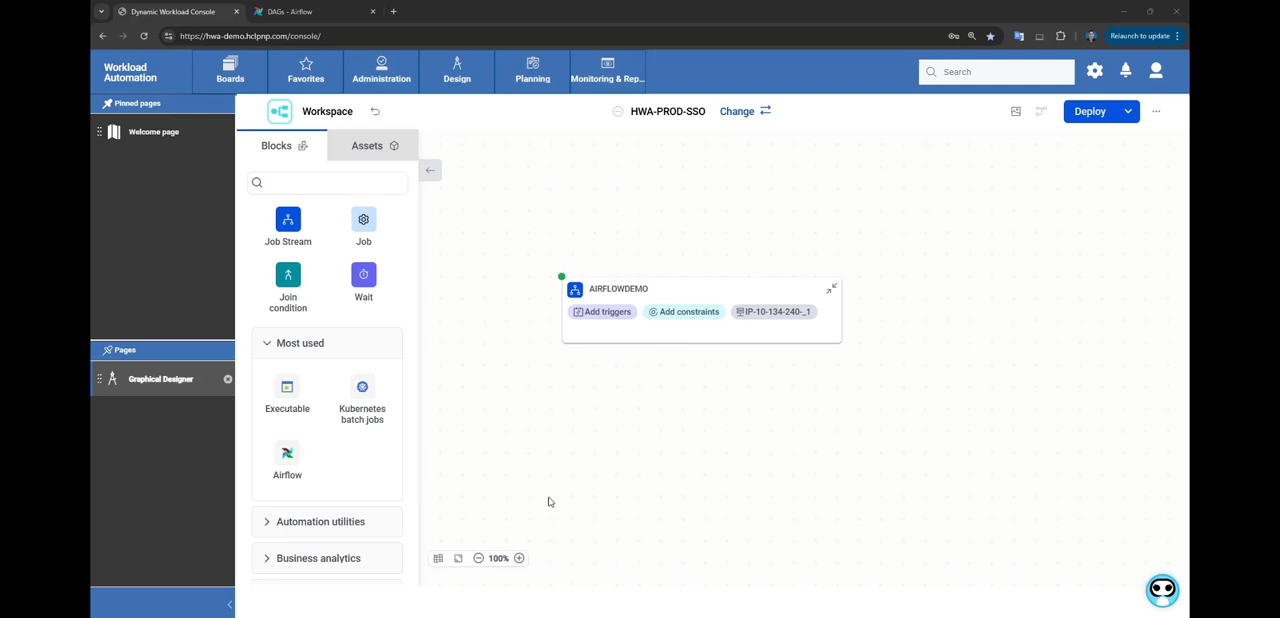 Dynamic Workload Console
DAGs - Airflow
https://hwa-demo.hclpnp.com/console/
Relaunch to update
Workload
Automation
Boards
Favorites
Administration
Design
Planning
Monitoring & Rep...
Search
Pinned pages
Welcome page
Pages
Graphical Designer
Workspace
HWA-PROD-SSO
Change
Deploy
Blocks
Assets
Job Stream
Job
Join
condition
Wait
Most used
Executable
Kubernetes
batch jobs
Airflow
Automation utilities
Business analytics
AIRFLOWDEMO
Add triggers
Add constraints
IP-10-134-240-_1
100%